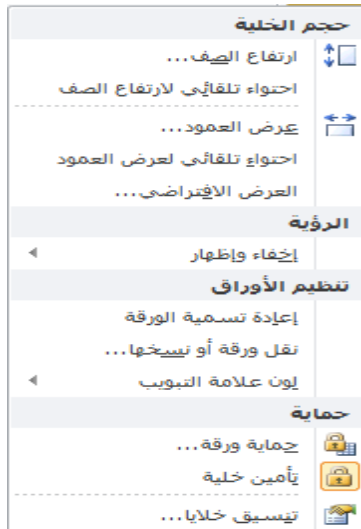 حجم الخلية
ارتفاع الصف...
احتواء تلقائي لارتفاع الصف
عرض العمود...
احتواء تلقائي لعرض العمود
العرض الافتراضي...
الرؤية
إخفاء وإظهار
تنظيم الأوراق
إعادة تسمية الورقة
نقل ورقة أو نسخها...
لون علامة التبويب
حماية
حماية ورقة...
تأمين خلية
تنسيق خلايا...